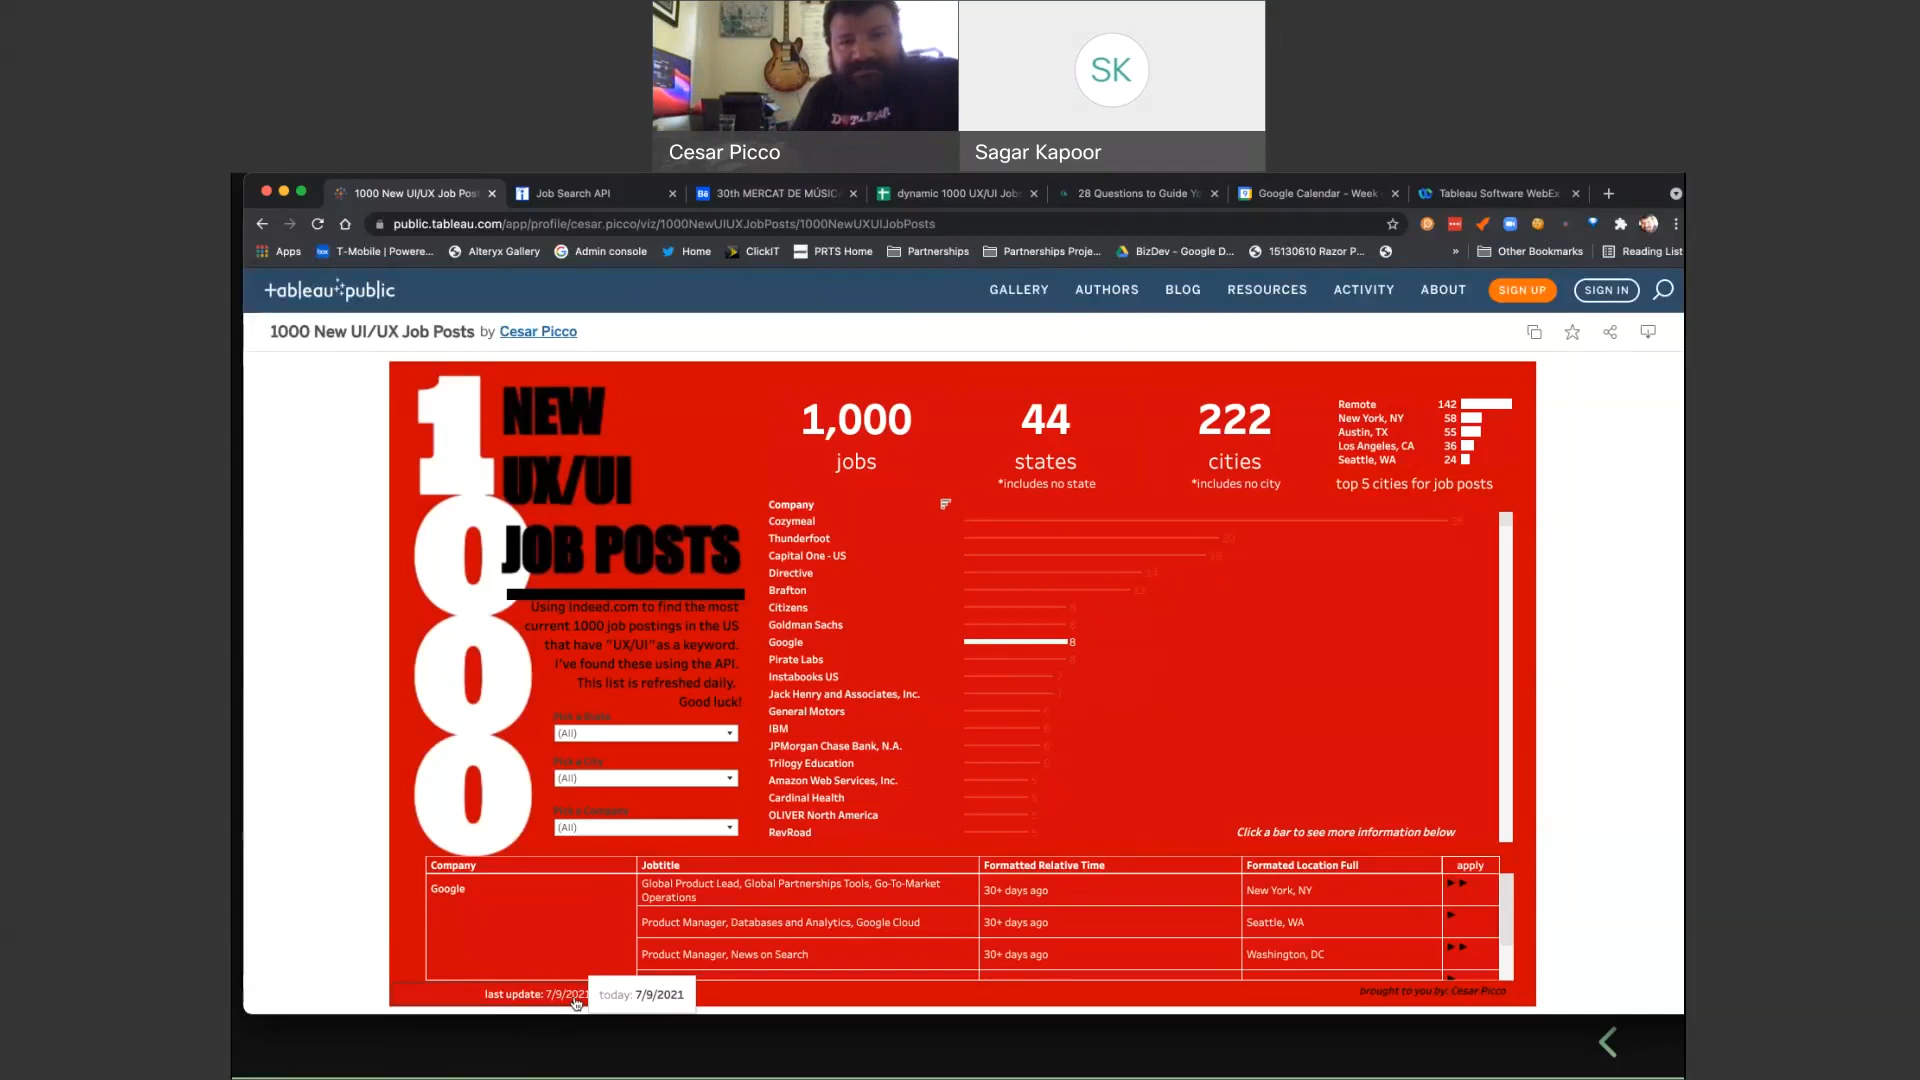 SK
Cesar Picco
Sagar Kapoor
1000 New UI/UX Job Pos
Job Search API
30th MERCAT DE MÚSIC
dynamic 1000 UX/UI Job
28 Questions to Guide Yo
Google Calendar - Week
Tableau Software WebEx
public.tableau.com/app/profile/cesar.picco/viz/1000NewUIUXJobPosts/1000NewUXUIJobPosts
Apps
T-Mobile | Powere...
Alteryx Gallery
Admin console
Home
ClickIT
PRTS Home
Partnerships
Partnerships Proje...
BizDev - Google D...
15130610 Razor P...
»
Other Bookmarks
Reading List
+ableau public
GALLERY
AUTHORS
BLOG
RESOURCES
ACTIVITY
ABOUT
SIGN UP
SIGN IN
1000 New UI/UX Job Posts by Cesar Picco
1000
NEW
UX/UI
JOB POSTS
Using Indeed.com to find the most
current 1000 job postings in the US
that have "UX/UI"as a keyword.
I've found these using the API.
This list is refreshed daily.
Good luck!
Pick a State
(All)
Pick a City
(All)
Pick a Company
(All)
1,000
jobs
44
states
*includes no state
222
cities
*includes no city
Remote 142
New York, NY 58
Austin, TX 55
Los Angeles, CA 36
Seattle, WA 24
top 5 cities for job posts
Company
Cozymeal
Thunderfoot 20
Capital One - US
Directive
Brafton
Citizens
Goldman Sachs
Google 8
Pirate Labs
Instabooks US
Jack Henry and Associates, Inc.
General Motors
IBM
JPMorgan Chase Bank, N.A.
Trilogy Education
Amazon Web Services, Inc.
Cardinal Health
OLIVER North America
RevRoad
Click a bar to see more information below
Company Jobtitle Formatted Relative Time Formated Location Full apply
Google
Global Product Lead, Global Partnerships Tools, Go-To-Market
Operations
30+ days ago
New York, NY
Product Manager, Databases and Analytics, Google Cloud 30+ days ago Seattle, WA
Product Manager, News on Search 30+ days ago Washington, DC
last update: 7/9/2021
today: 7/9/2021
brought to you by: Cesar Picco